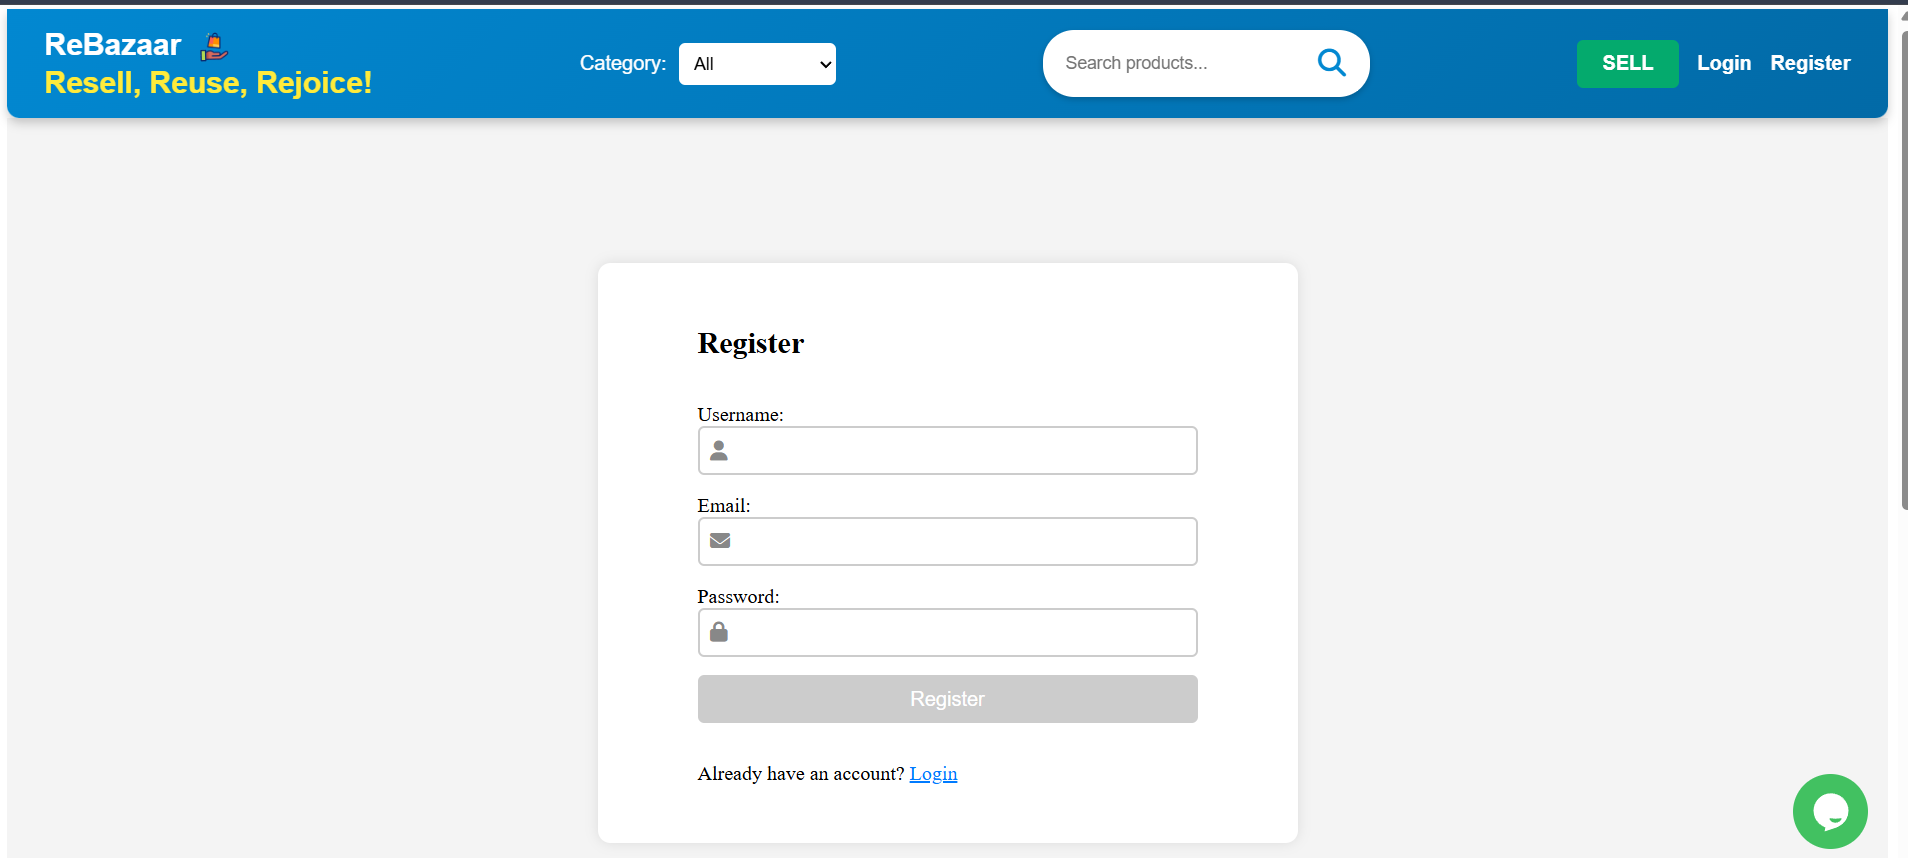 ReBazaar
Resell, Reuse, Rejoice!
Category: All
Search products...
SELL Login Register
Register
Username:
Email:
Password:
Register
Already have an account? Login